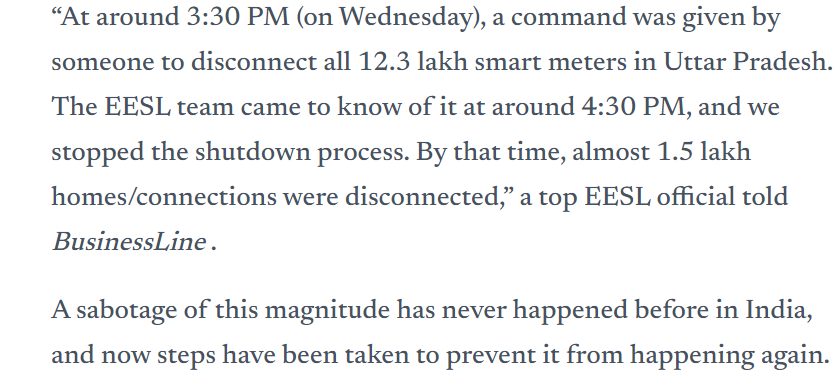 “At around 3:30 PM (on Wednesday), a command was given by
someone to disconnect all 12.3 lakh smart meters in Uttar Pradesh.
The EESL team came to know of it at around 4:30 PM, and we
stopped the shutdown process. By that time, almost 1.5 lakh
homes/connections were disconnected,” a top EESL official told
BusinessLine.
A sabotage of this magnitude has never happened before in India,
and now steps have been taken to prevent it from happening again.